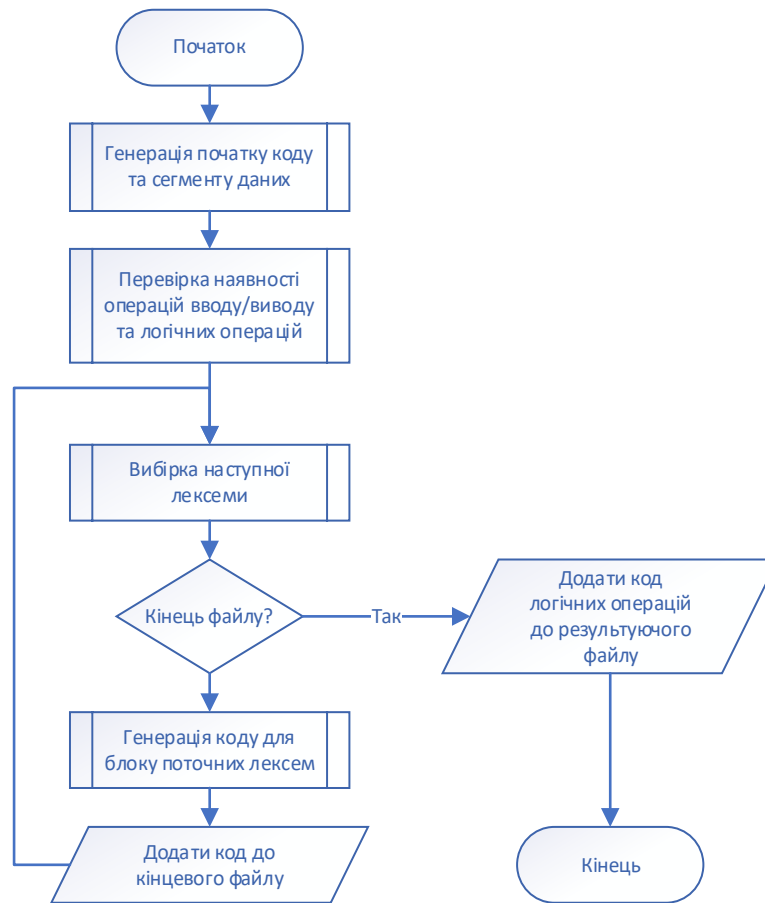 Початок
Генерація початку коду
та сегменту даних
Перевірка наявності
операцій вводу/виводу
та логічних операцій
Вибірка наступної
лексеми
Кінець файлу?
Так
Додати код
логічних операцій
до результуючого
файлу
Генерація коду для
блоку поточних лексем
Додати код до
кінцевого файлу
Кінець